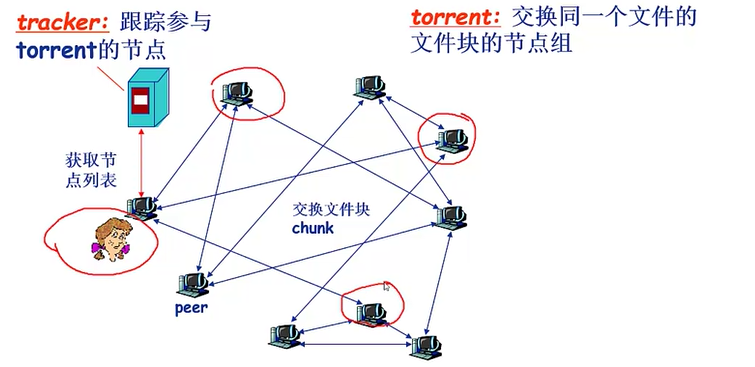 tracker: 跟踪参与
torrent的节点
torrent: 交换同一个文件的
文件块的节点组
获取节
点列表
交换文件块
chunk
peer